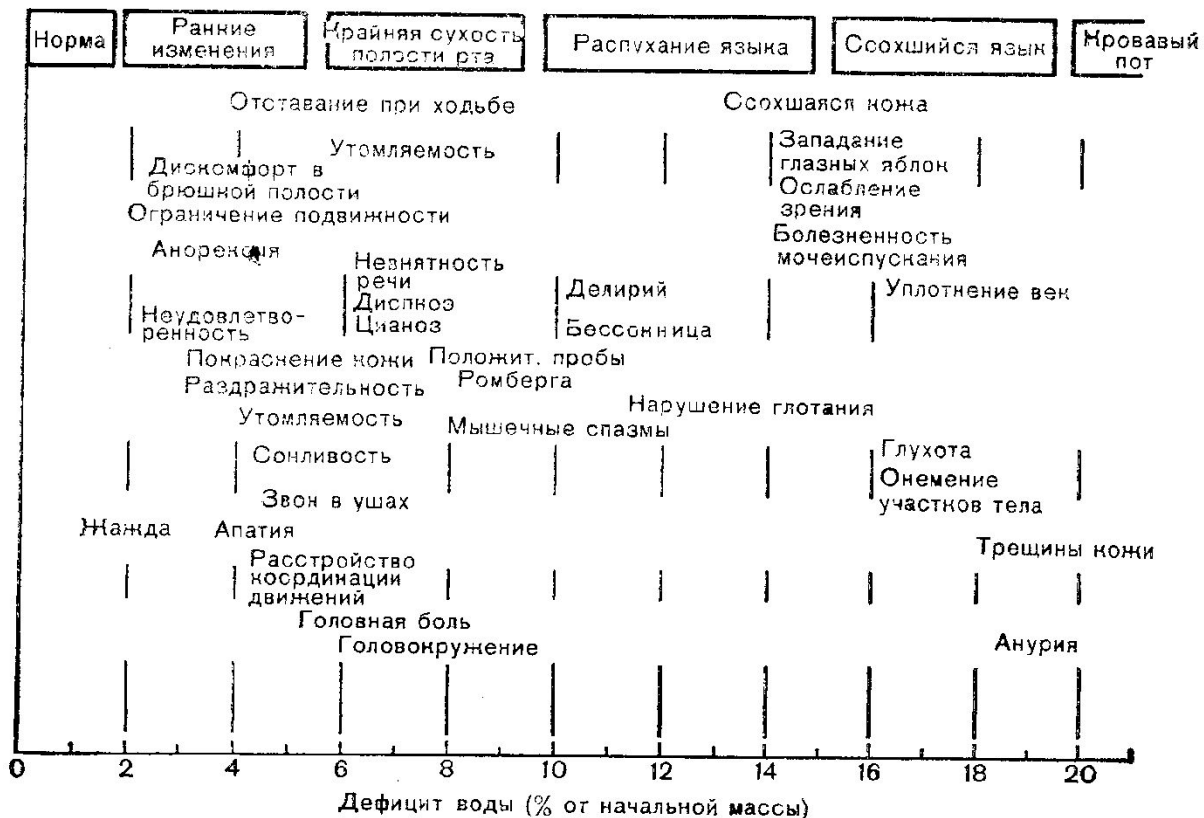 Норма
Ранние
изменения
Крайняя сухость
полости рта
Распухание языка
Ссохшийся язык
Кровавый
пот
Отставание при ходьбе
Ссохшаяся кожа
Утомляемость
Западание
глазных яблок
Дискомфорт в
брюшной полости
Ослабление
зрения
Ограничение подвижности
Болезненность
мочеиспускания
Анорексия
Невнятность
речи
Диспноэ
Цианоз
Делирий
Бессонница
Уплотнение век
Неудовлетво-
ренность
Покраснение кожи
Положит. пробы
Ромберга
Раздражительность
Нарушение глотания
Утомляемость
Мышечные спазмы
Сонливость
Глухота
Онемение
участков тела
Звон в ушах
Жажда
Апатия
Трещины кожи
Расстройство
координации
движений
Головная боль
Головокружение
Анурия
0 2 4 6 8 10 12 14 16 18 20
Дефицит воды (% от начальной массы)